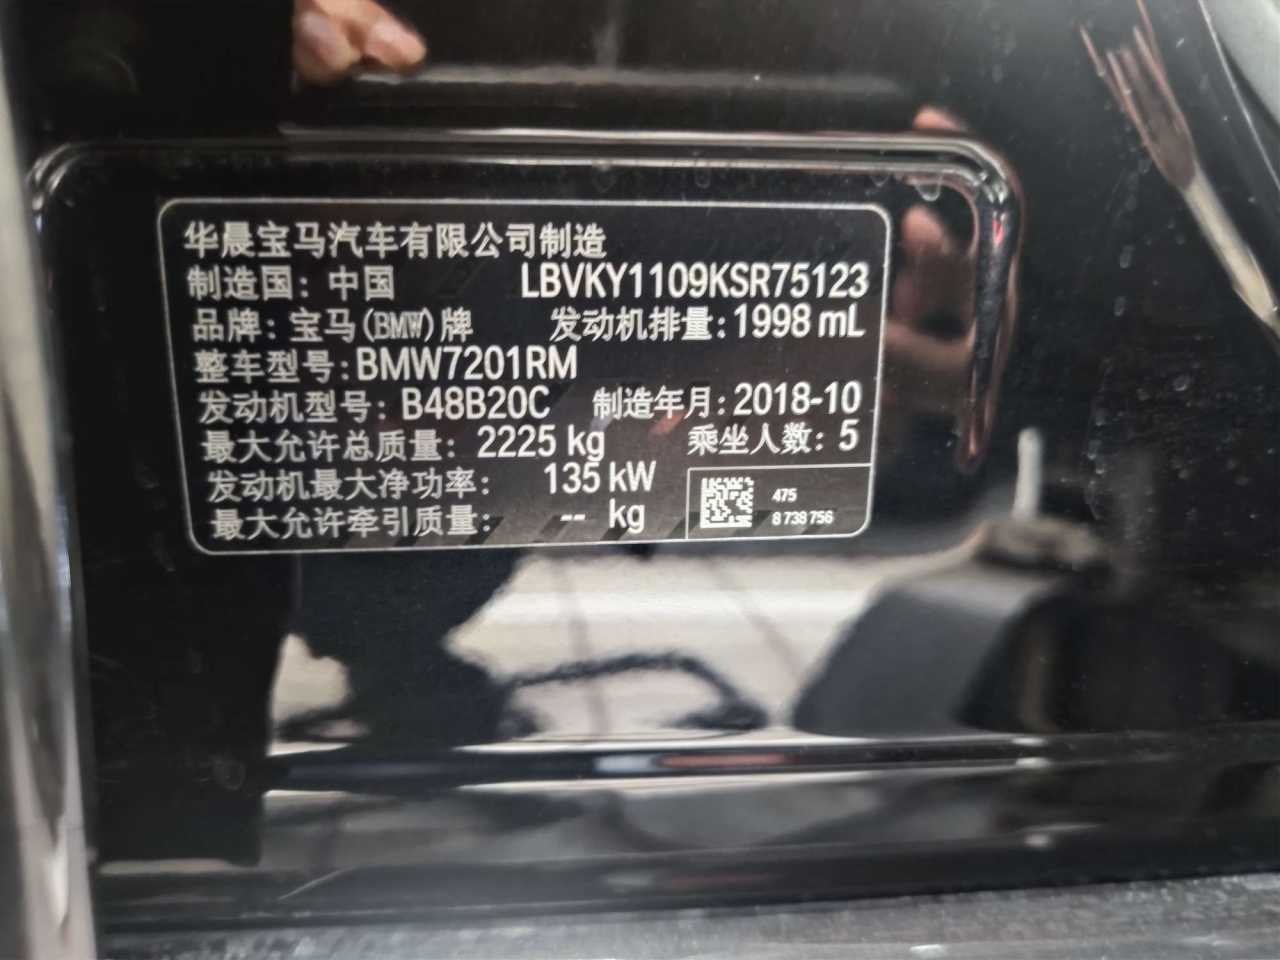 华晨宝马汽车有限公司制造
制造国：中国 LBVKY1109KSR75123
品牌：宝马(BMW)牌 发动机排量：1998 mL
整车型号：BMW7201RM
发动机型号：B48B20C 制造年月：2018-10
最大允许总质量：2225 kg 乘坐人数：5
发动机最大净功率：135 kW
最大允许牵引质量：-- kg
475
8 738 756